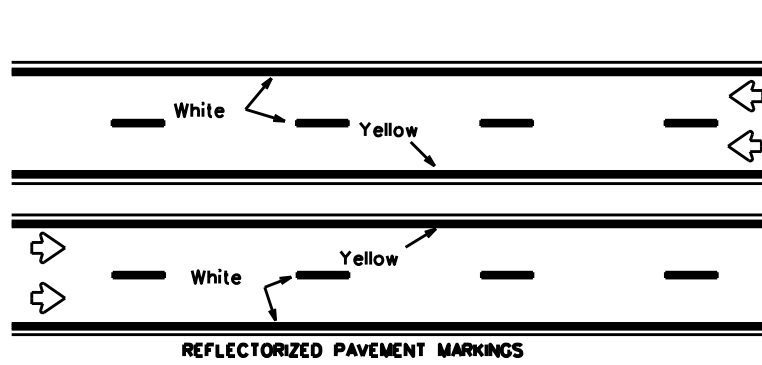 White
Yellow
Yellow
White
REFLECTORIZED PAVEMENT MARKINGS